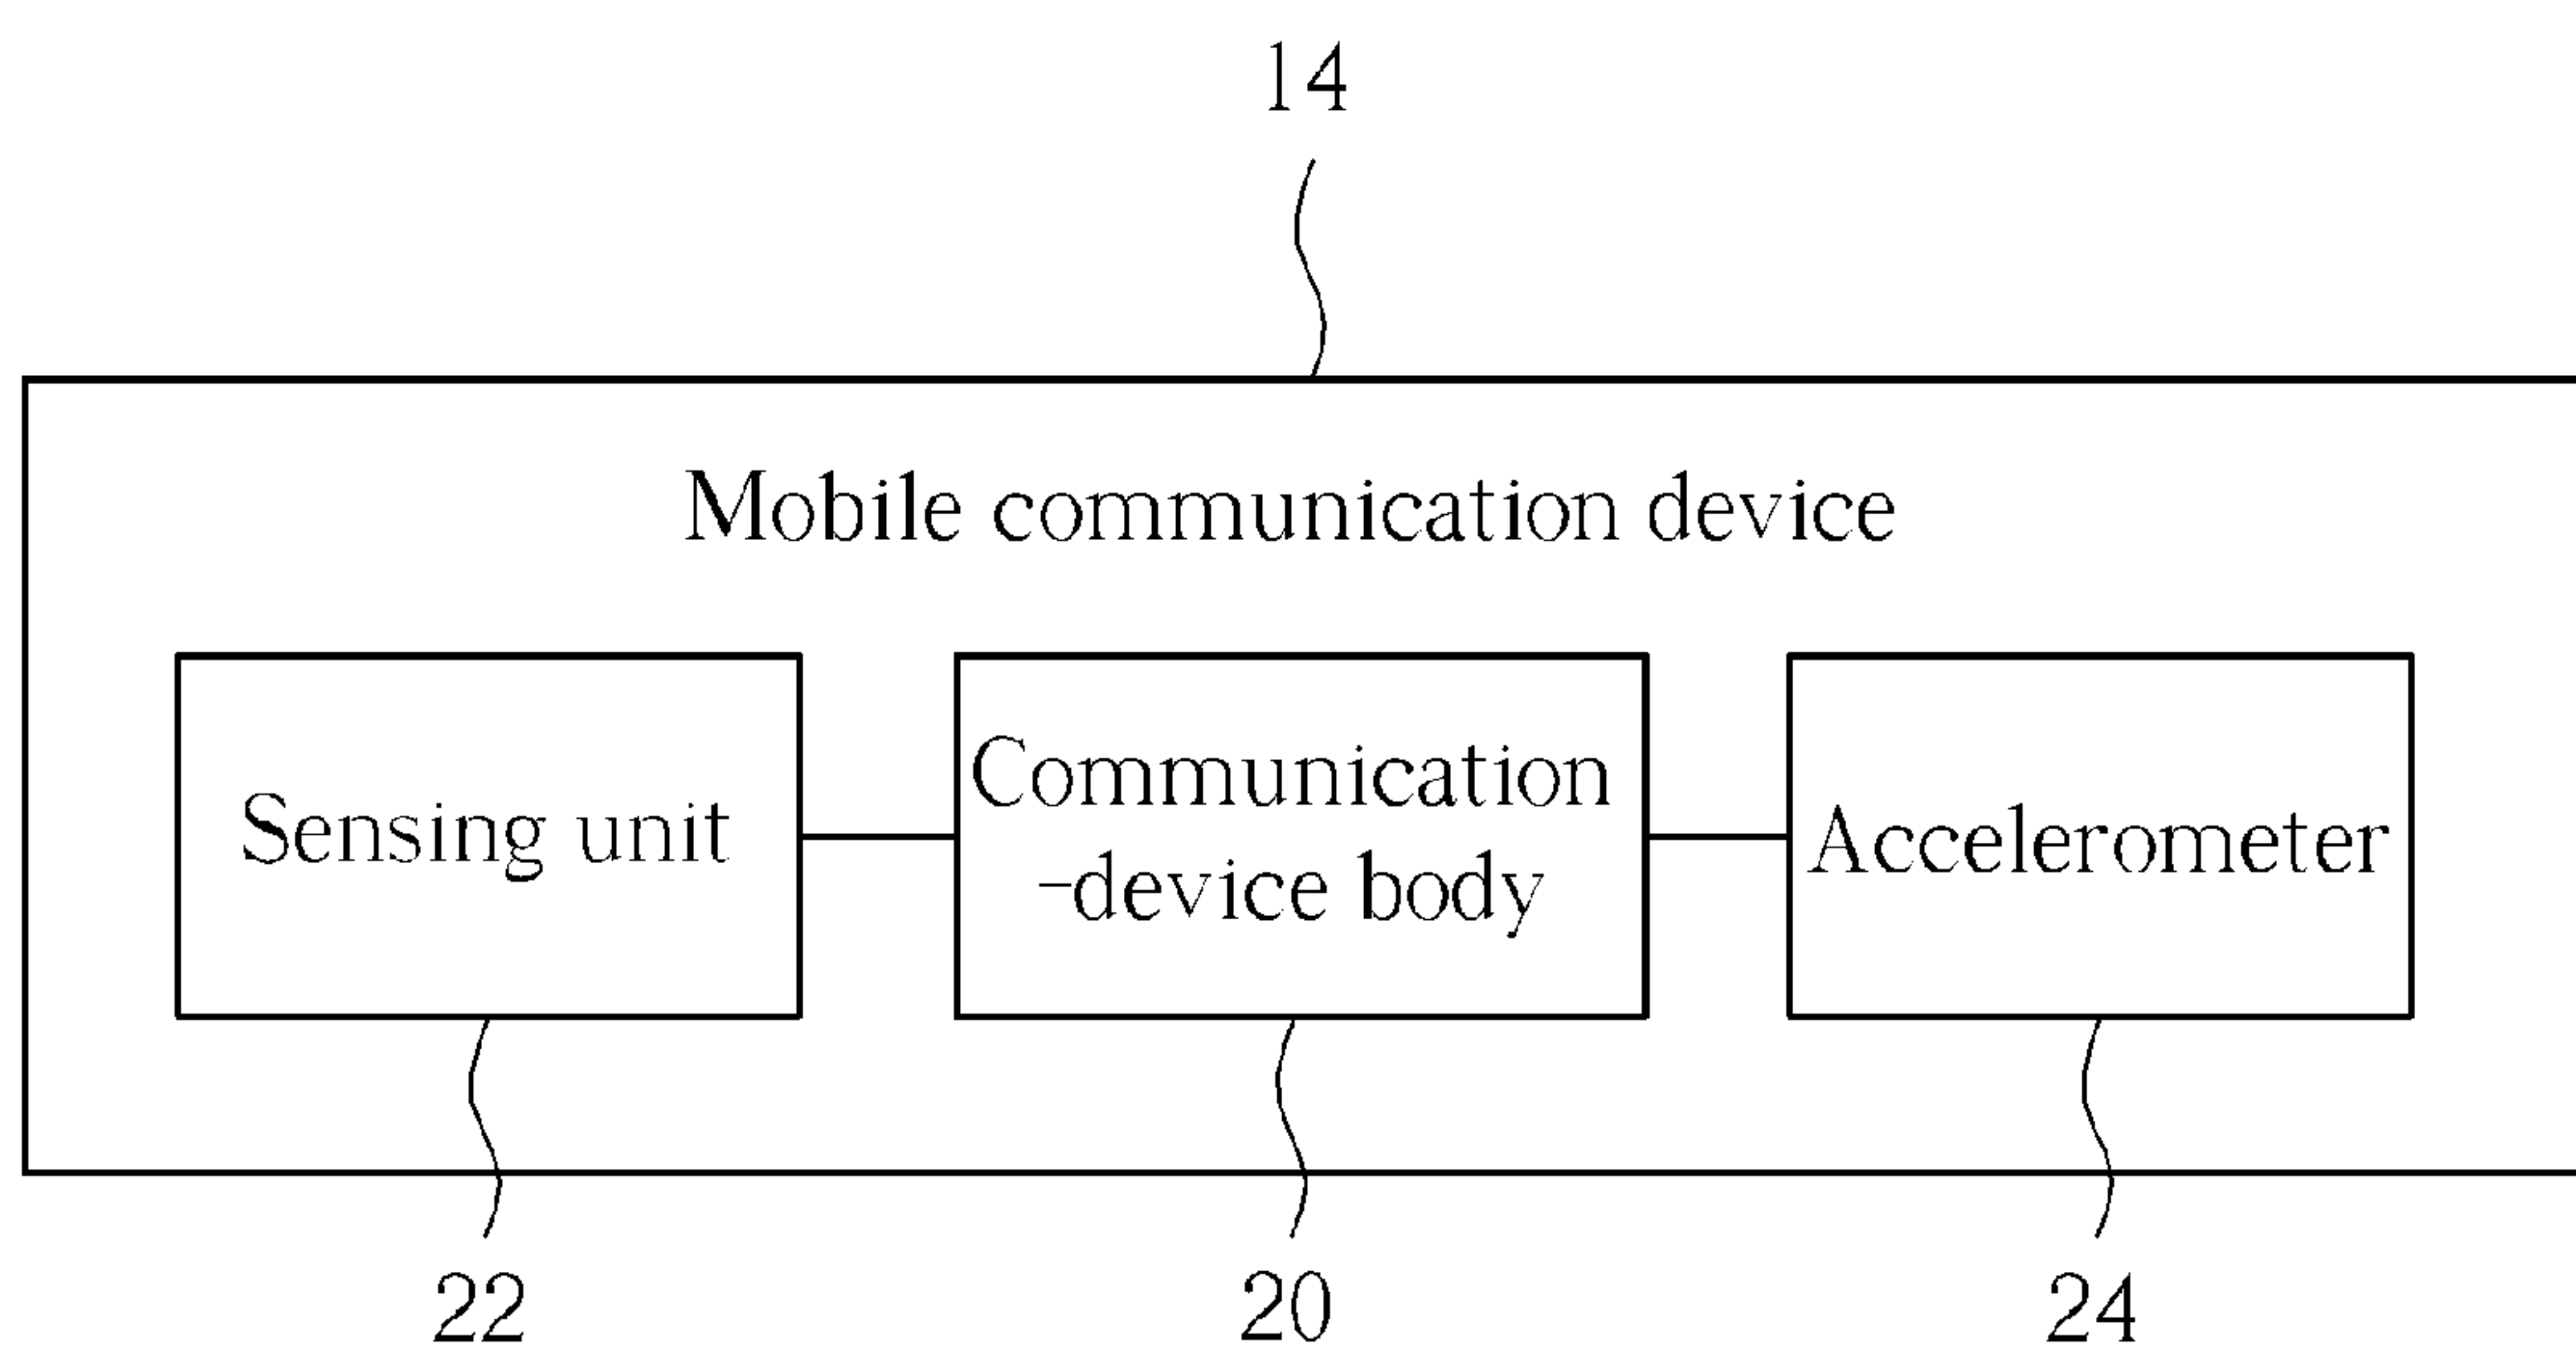 14
Mobile communication device
Sensing unit
Communication
-device body
Accelerometer
22
20
24